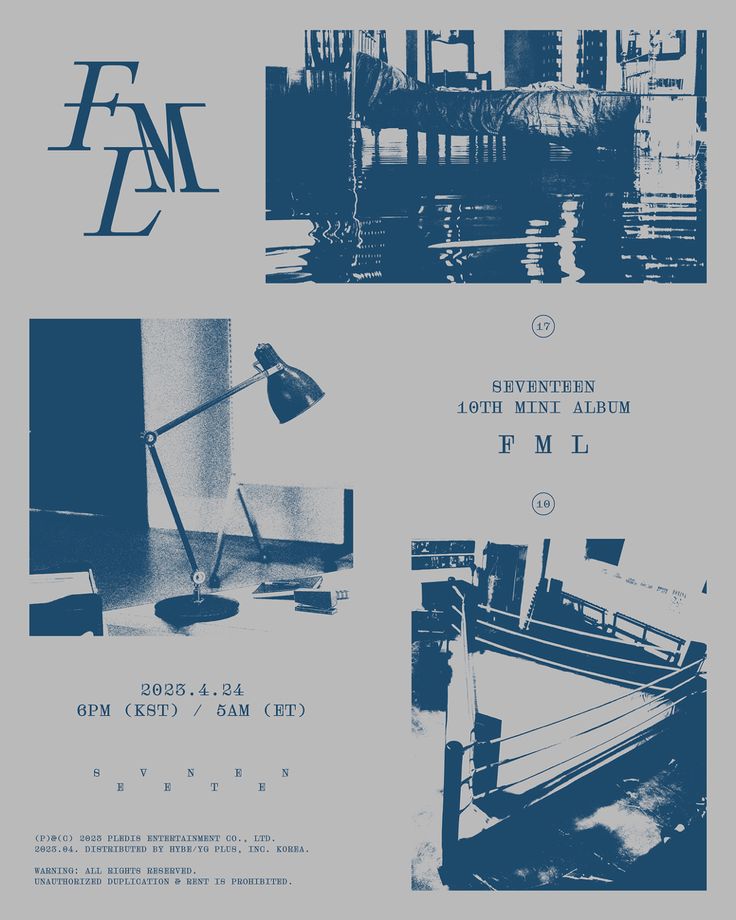 FML
17
SEVENTEEN
10TH MINI ALBUM
F M L
10
2023.4.24
6PM (KST) / 5AM (ET)
S V N E N
E E T E
(P)&(C) 2023 PLEDIS ENTERTAINMENT CO., LTD.
2023.04. DISTRIBUTED BY HYBE/YG PLUS, INC. KOREA.
WARNING: ALL RIGHTS RESERVED.
UNAUTHORIZED DUPLICATION & RENT IS PROHIBITED.